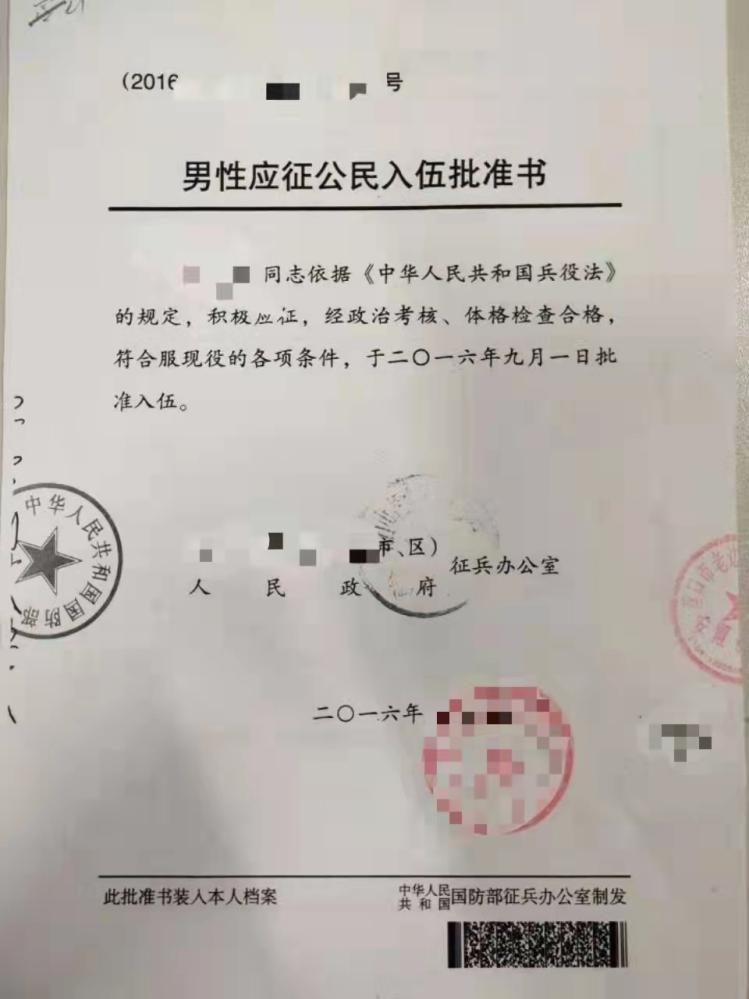 (2016
号
男性应征公民入伍批准书
同志依据《中华人民共和国兵役法》
的规定，积极应征，经政治考核、体格检查合格，
符合服现役的各项条件，于二〇一六年九月一日批
准入伍。
中华人民共和国国防部
市、区)
人民政府
征兵办公室
二〇一六年
此批准书装入本人档案
中华人民共和国国防部征兵办公室制发